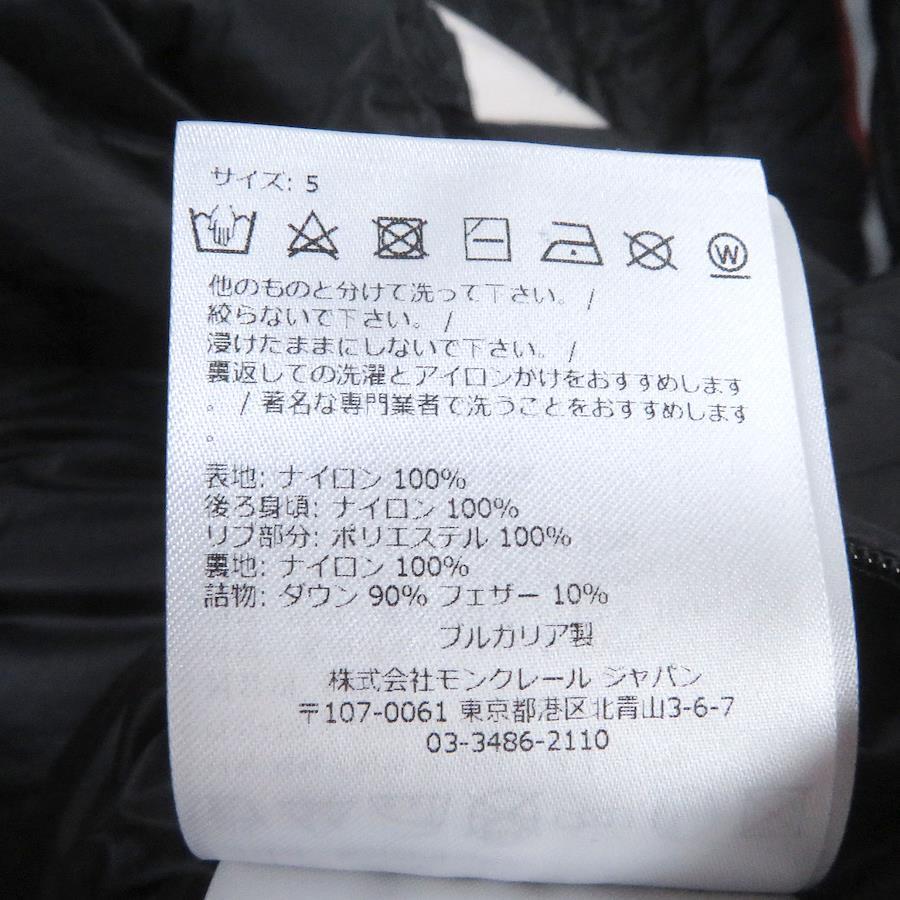 サイズ: 5
W
他のものと分けて洗って下さい。 /
絞らないで下さい。 /
浸けたままにしないで下さい。 /
裏返しての洗濯とアイロンかけをおすすめします
。 / 著名な専門業者で洗うことをおすすめします
。
表地: ナイロン 100%
後ろ身頃: ナイロン 100%
リブ部分: ポリエステル 100%
裏地: ナイロン 100%
詰物: ダウン 90% フェザー 10%
ブルガリア製
株式会社モンクレール ジャパン
〒107-0061 東京都港区北青山3-6-7
03-3486-2110